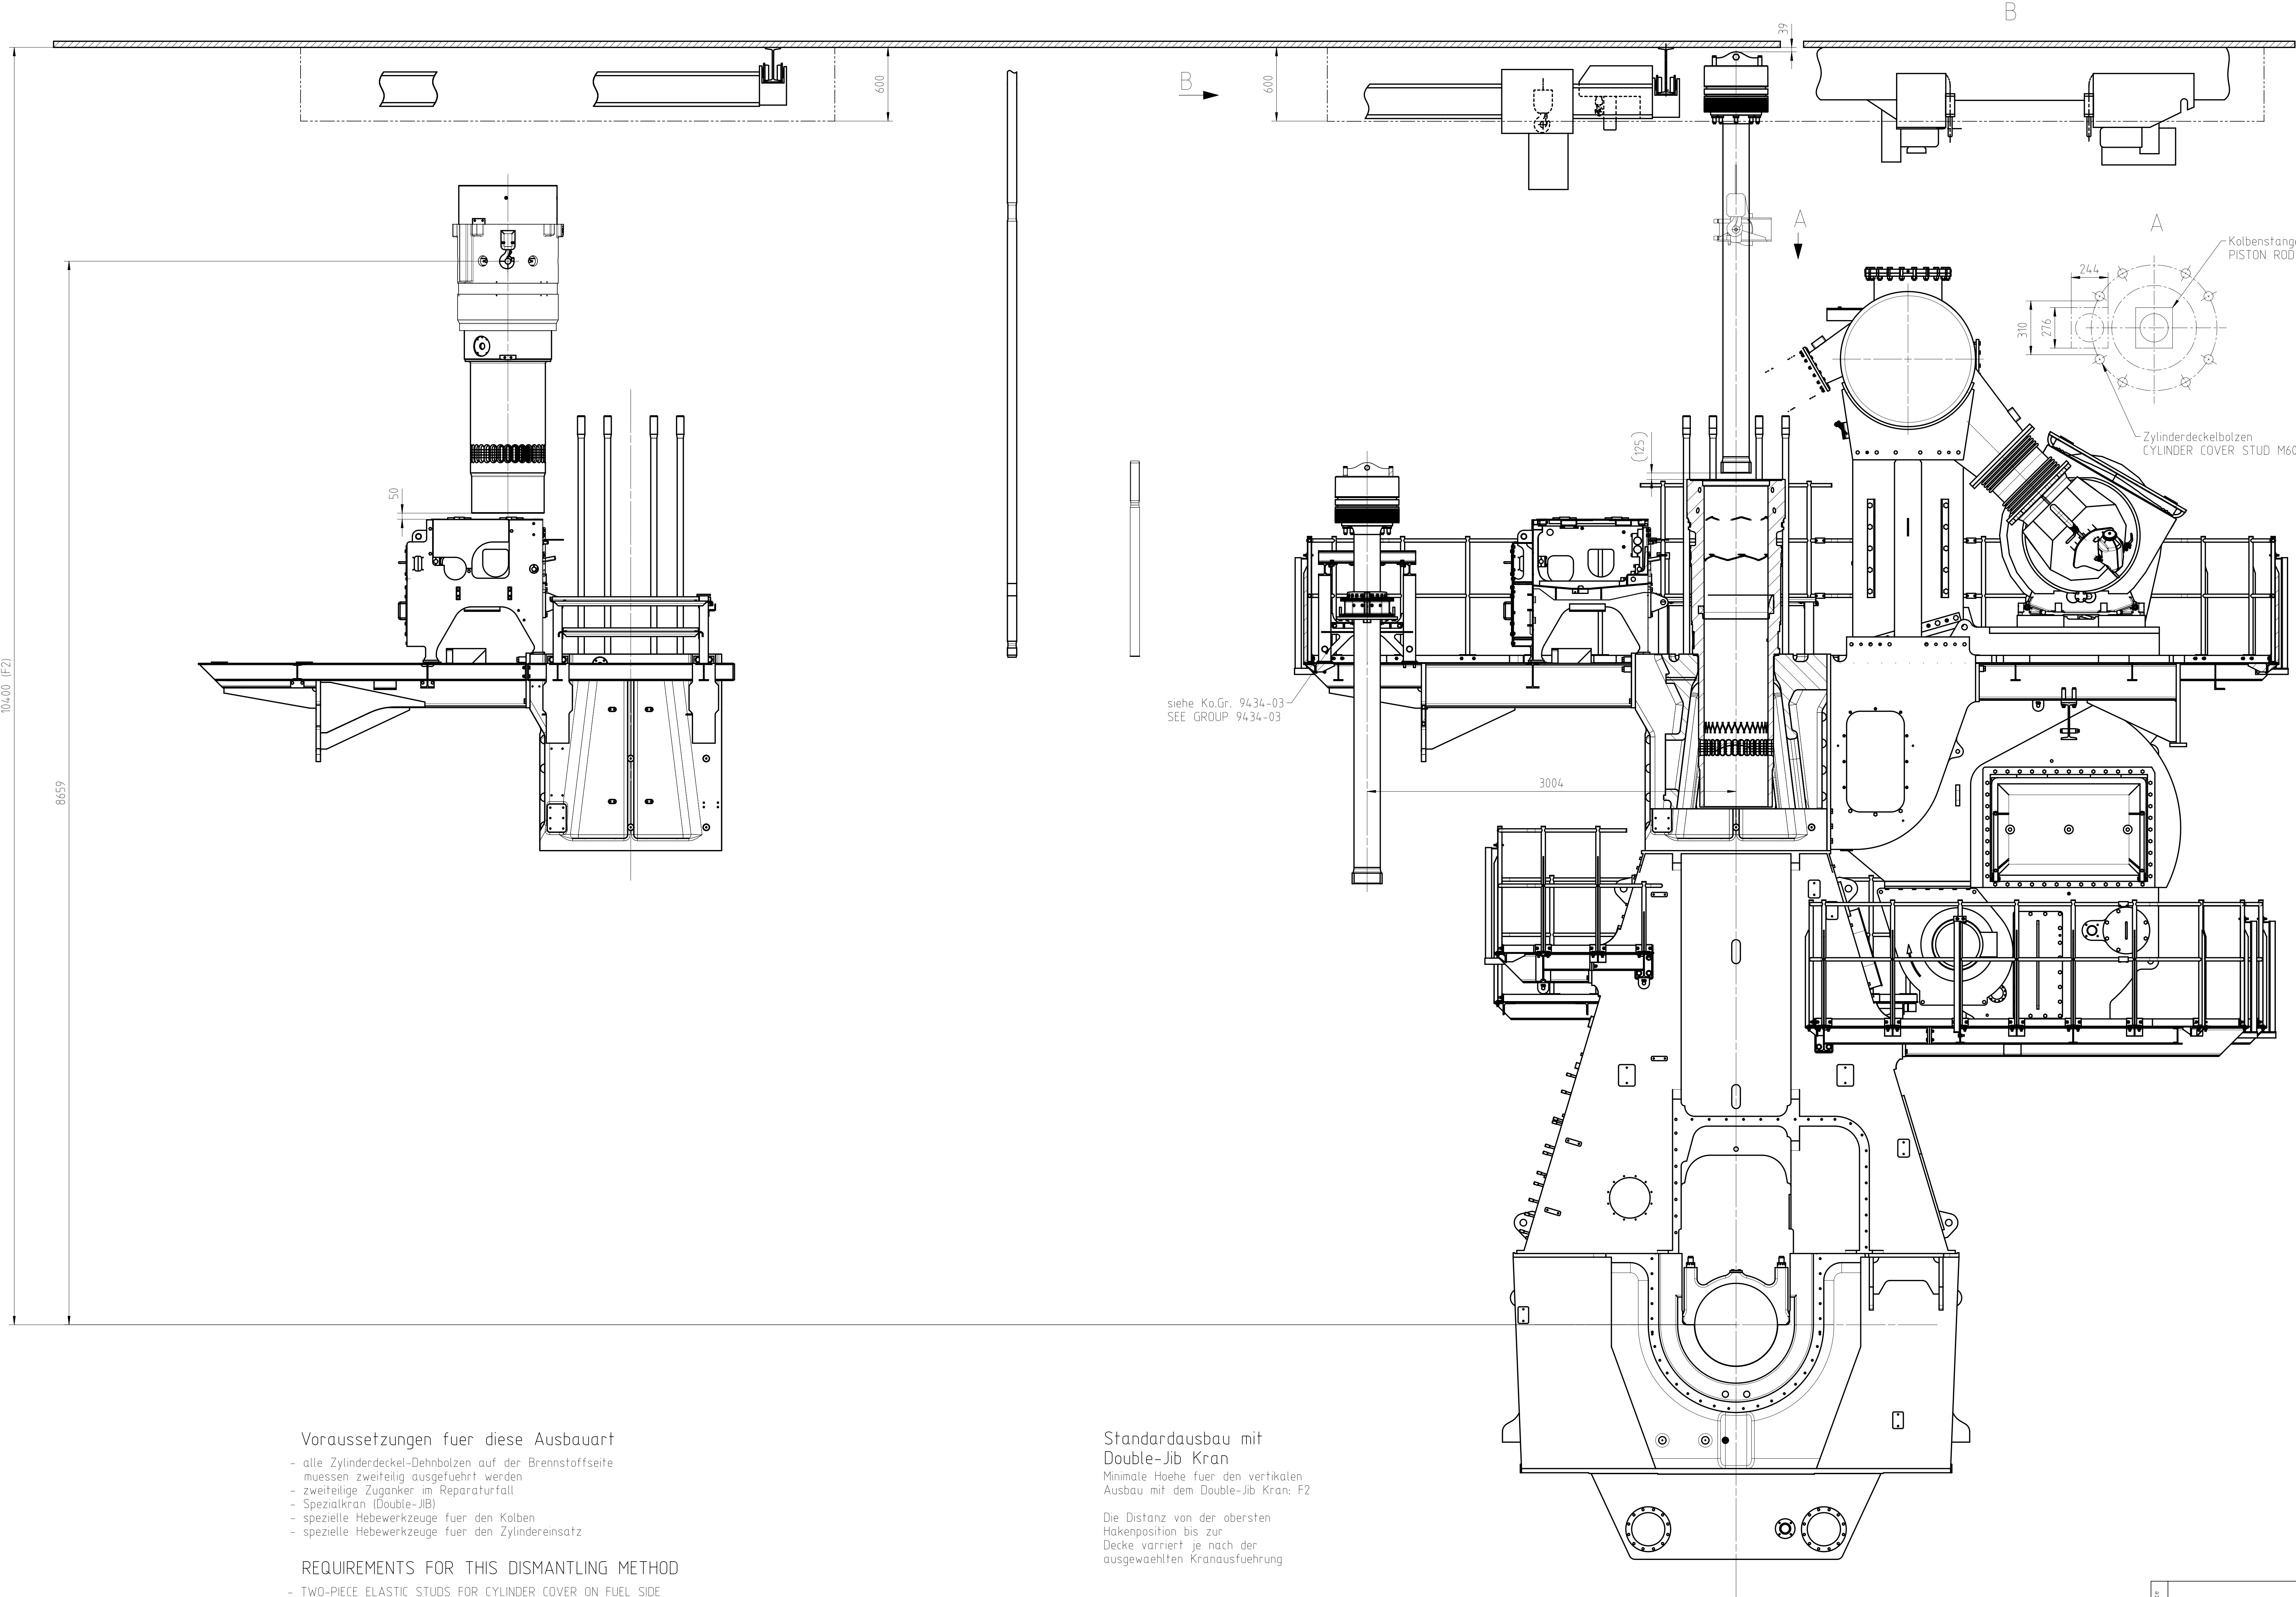 B
39
600
B
600
A
A
Kolbenstange
PISTON ROD
244
310
276
Zylinderdeckelbolzen
CYLINDER COVER STUD M60
(125)
50
10400 (F2)
8659
siehe Ko.Gr. 9434-03
SEE GROUP 9434-03
3004
Voraussetzungen fuer diese Ausbauart
- alle Zylinderdeckel-Dehnbolzen auf der Brennstoffseite
muessen zweiteilig ausgefuehrt werden
- zweiteilige Zuganker im Reparaturfall
- Spezialkran (Double-JIB)
- spezielle Hebewerkzeuge fuer den Kolben
- spezielle Hebewerkzeuge fuer den Zylindereinsatz
REQUIREMENTS FOR THIS DISMANTLING METHOD
- TWO-PIECE ELASTIC STUDS FOR CYLINDER COVER ON FUEL SIDE
Standardausbau mit
Double-Jib Kran
Minimale Hoehe fuer den vertikalen
Ausbau mit dem Double-Jib Kran: F2
Die Distanz von der obersten
Hakenposition bis zur
Decke varriert je nach der
ausgewaehlten Kranausfuehrung